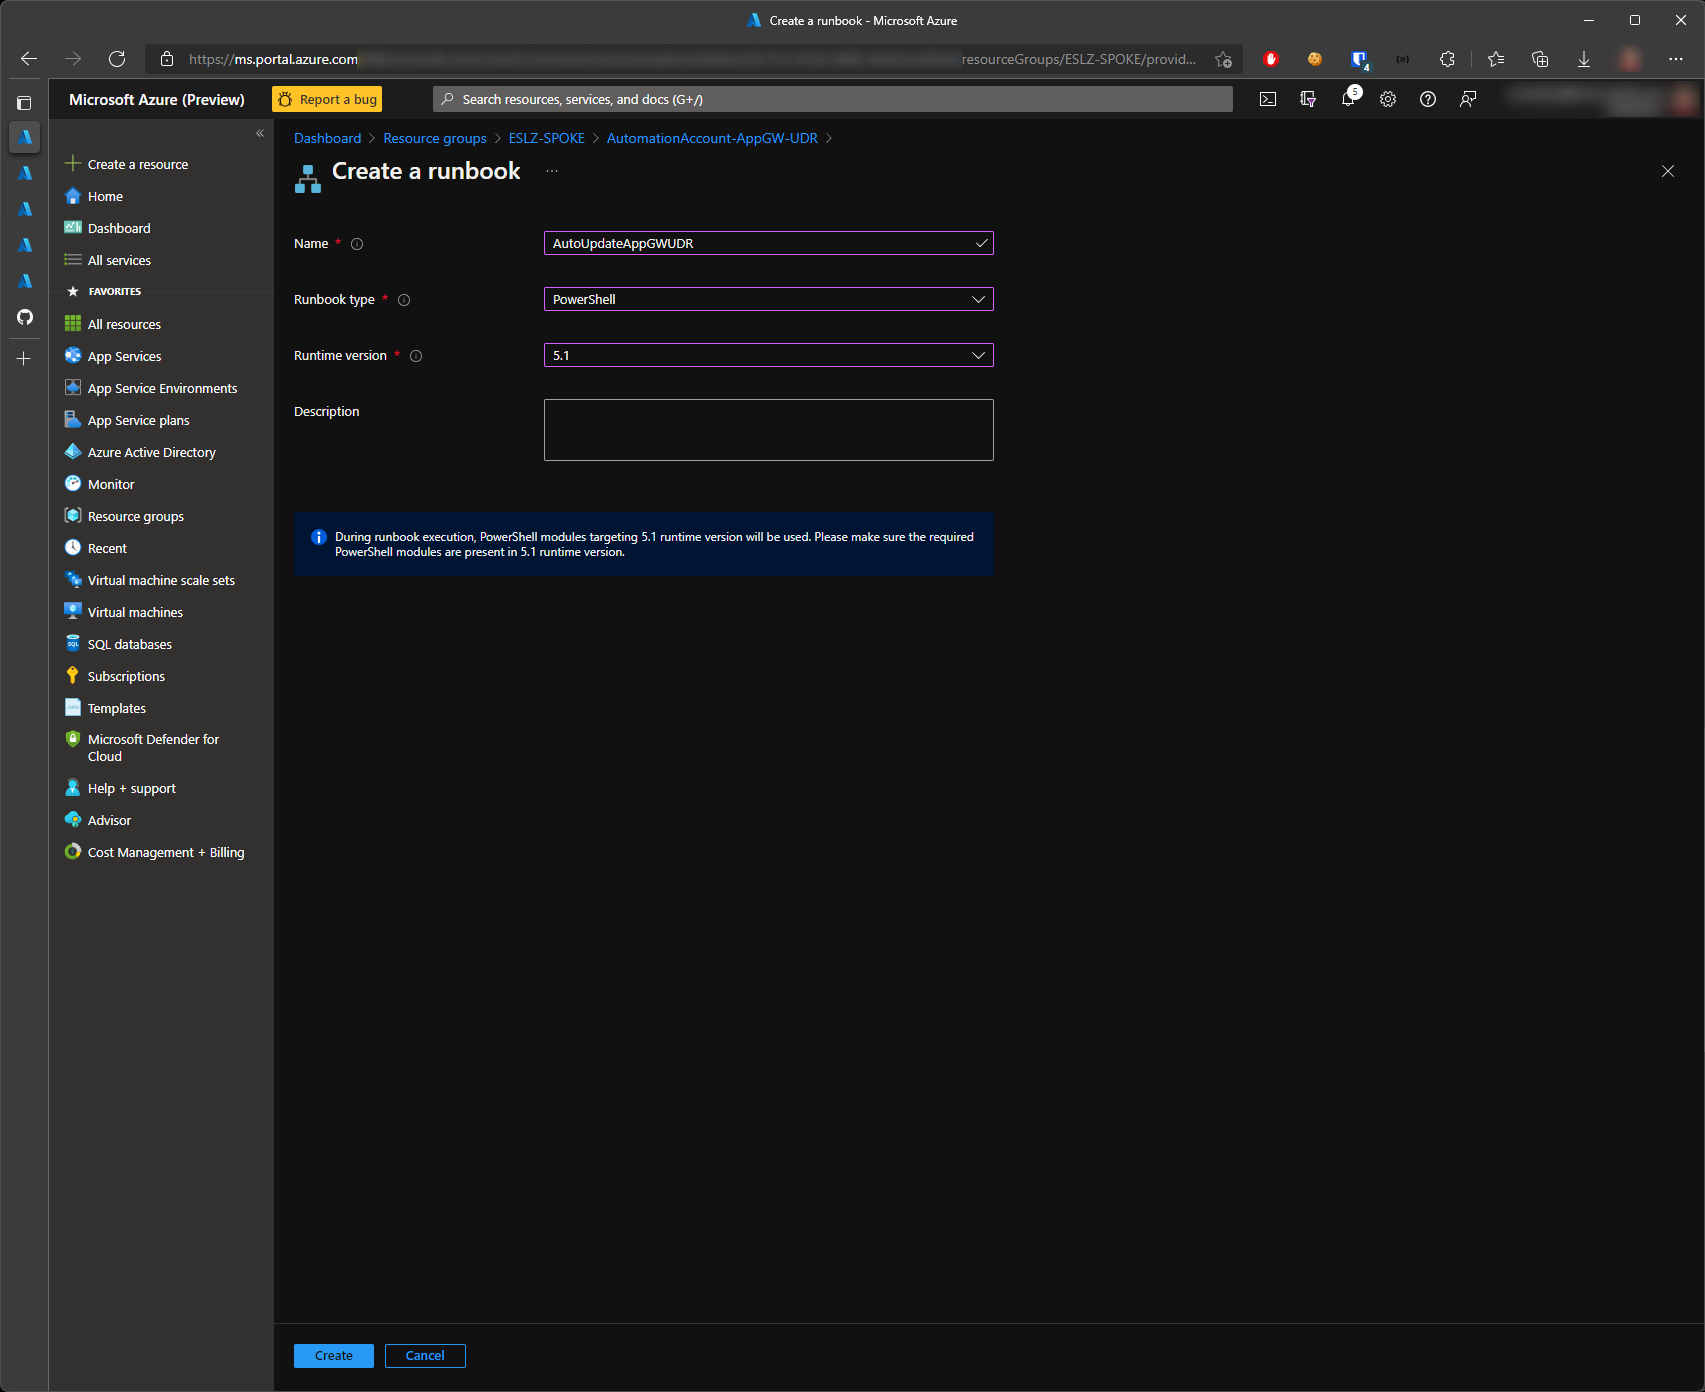 Create a runbook - Microsoft Azure
https://ms.portal.azure.com resourceGroups/ESLZ-SPOKE/provid...
4
Microsoft Azure (Preview)
Report a bug
Search resources, services, and docs (G+/)
5
Create a resource
Home
Dashboard
All services
FAVORITES
All resources
App Services
App Service Environments
App Service plans
Azure Active Directory
Monitor
Resource groups
Recent
Virtual machine scale sets
Virtual machines
SQL databases
Subscriptions
Templates
Microsoft Defender for
Cloud
Help + support
Advisor
Cost Management + Billing
Dashboard > Resource groups > ESLZ-SPOKE > AutomationAccount-AppGW-UDR >
Create a runbook ...
Name *
AutoUpdateAppGWUDR
Runbook type *
PowerShell
Runtime version *
5.1
Description
During runbook execution, PowerShell modules targeting 5.1 runtime version will be used. Please make sure the required
PowerShell modules are present in 5.1 runtime version.
Create
Cancel